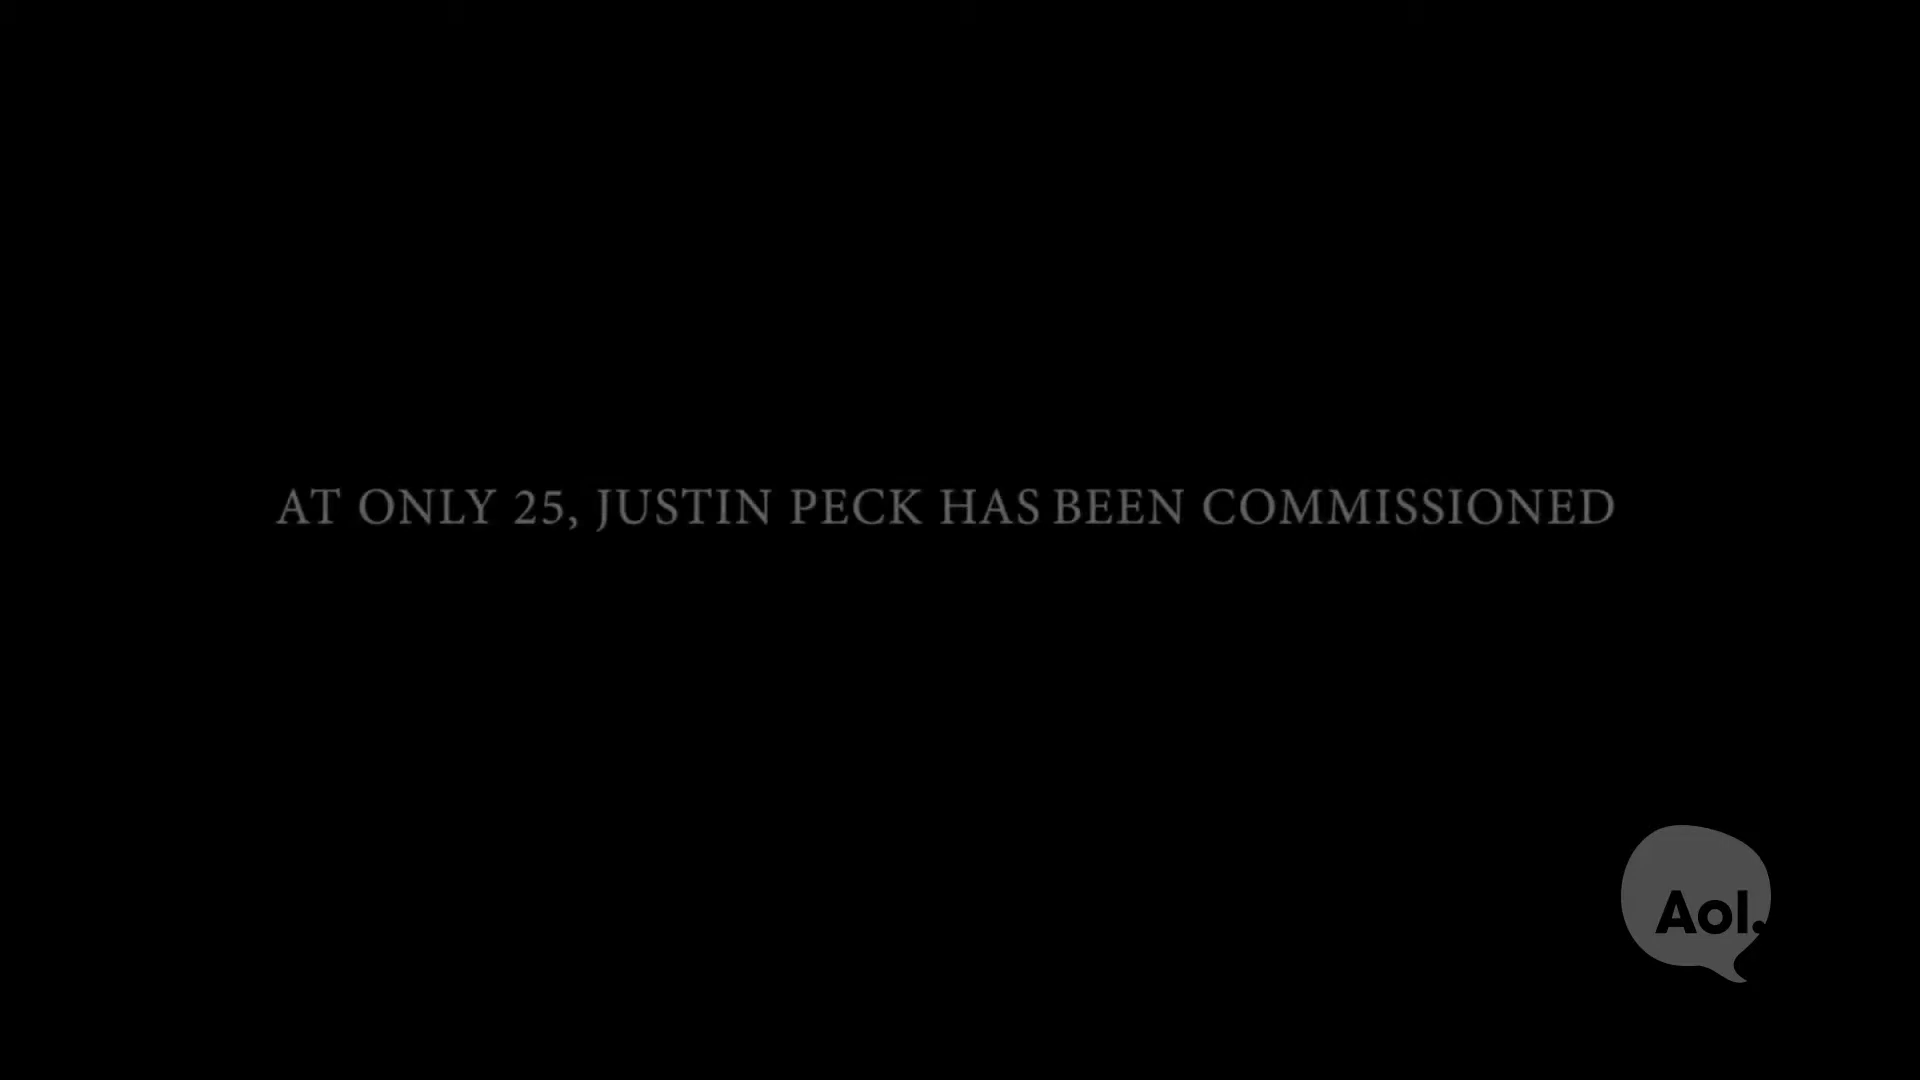 AT ONLY 25, JUSTIN PECK HAS BEEN COMMISSIONED
Aol.